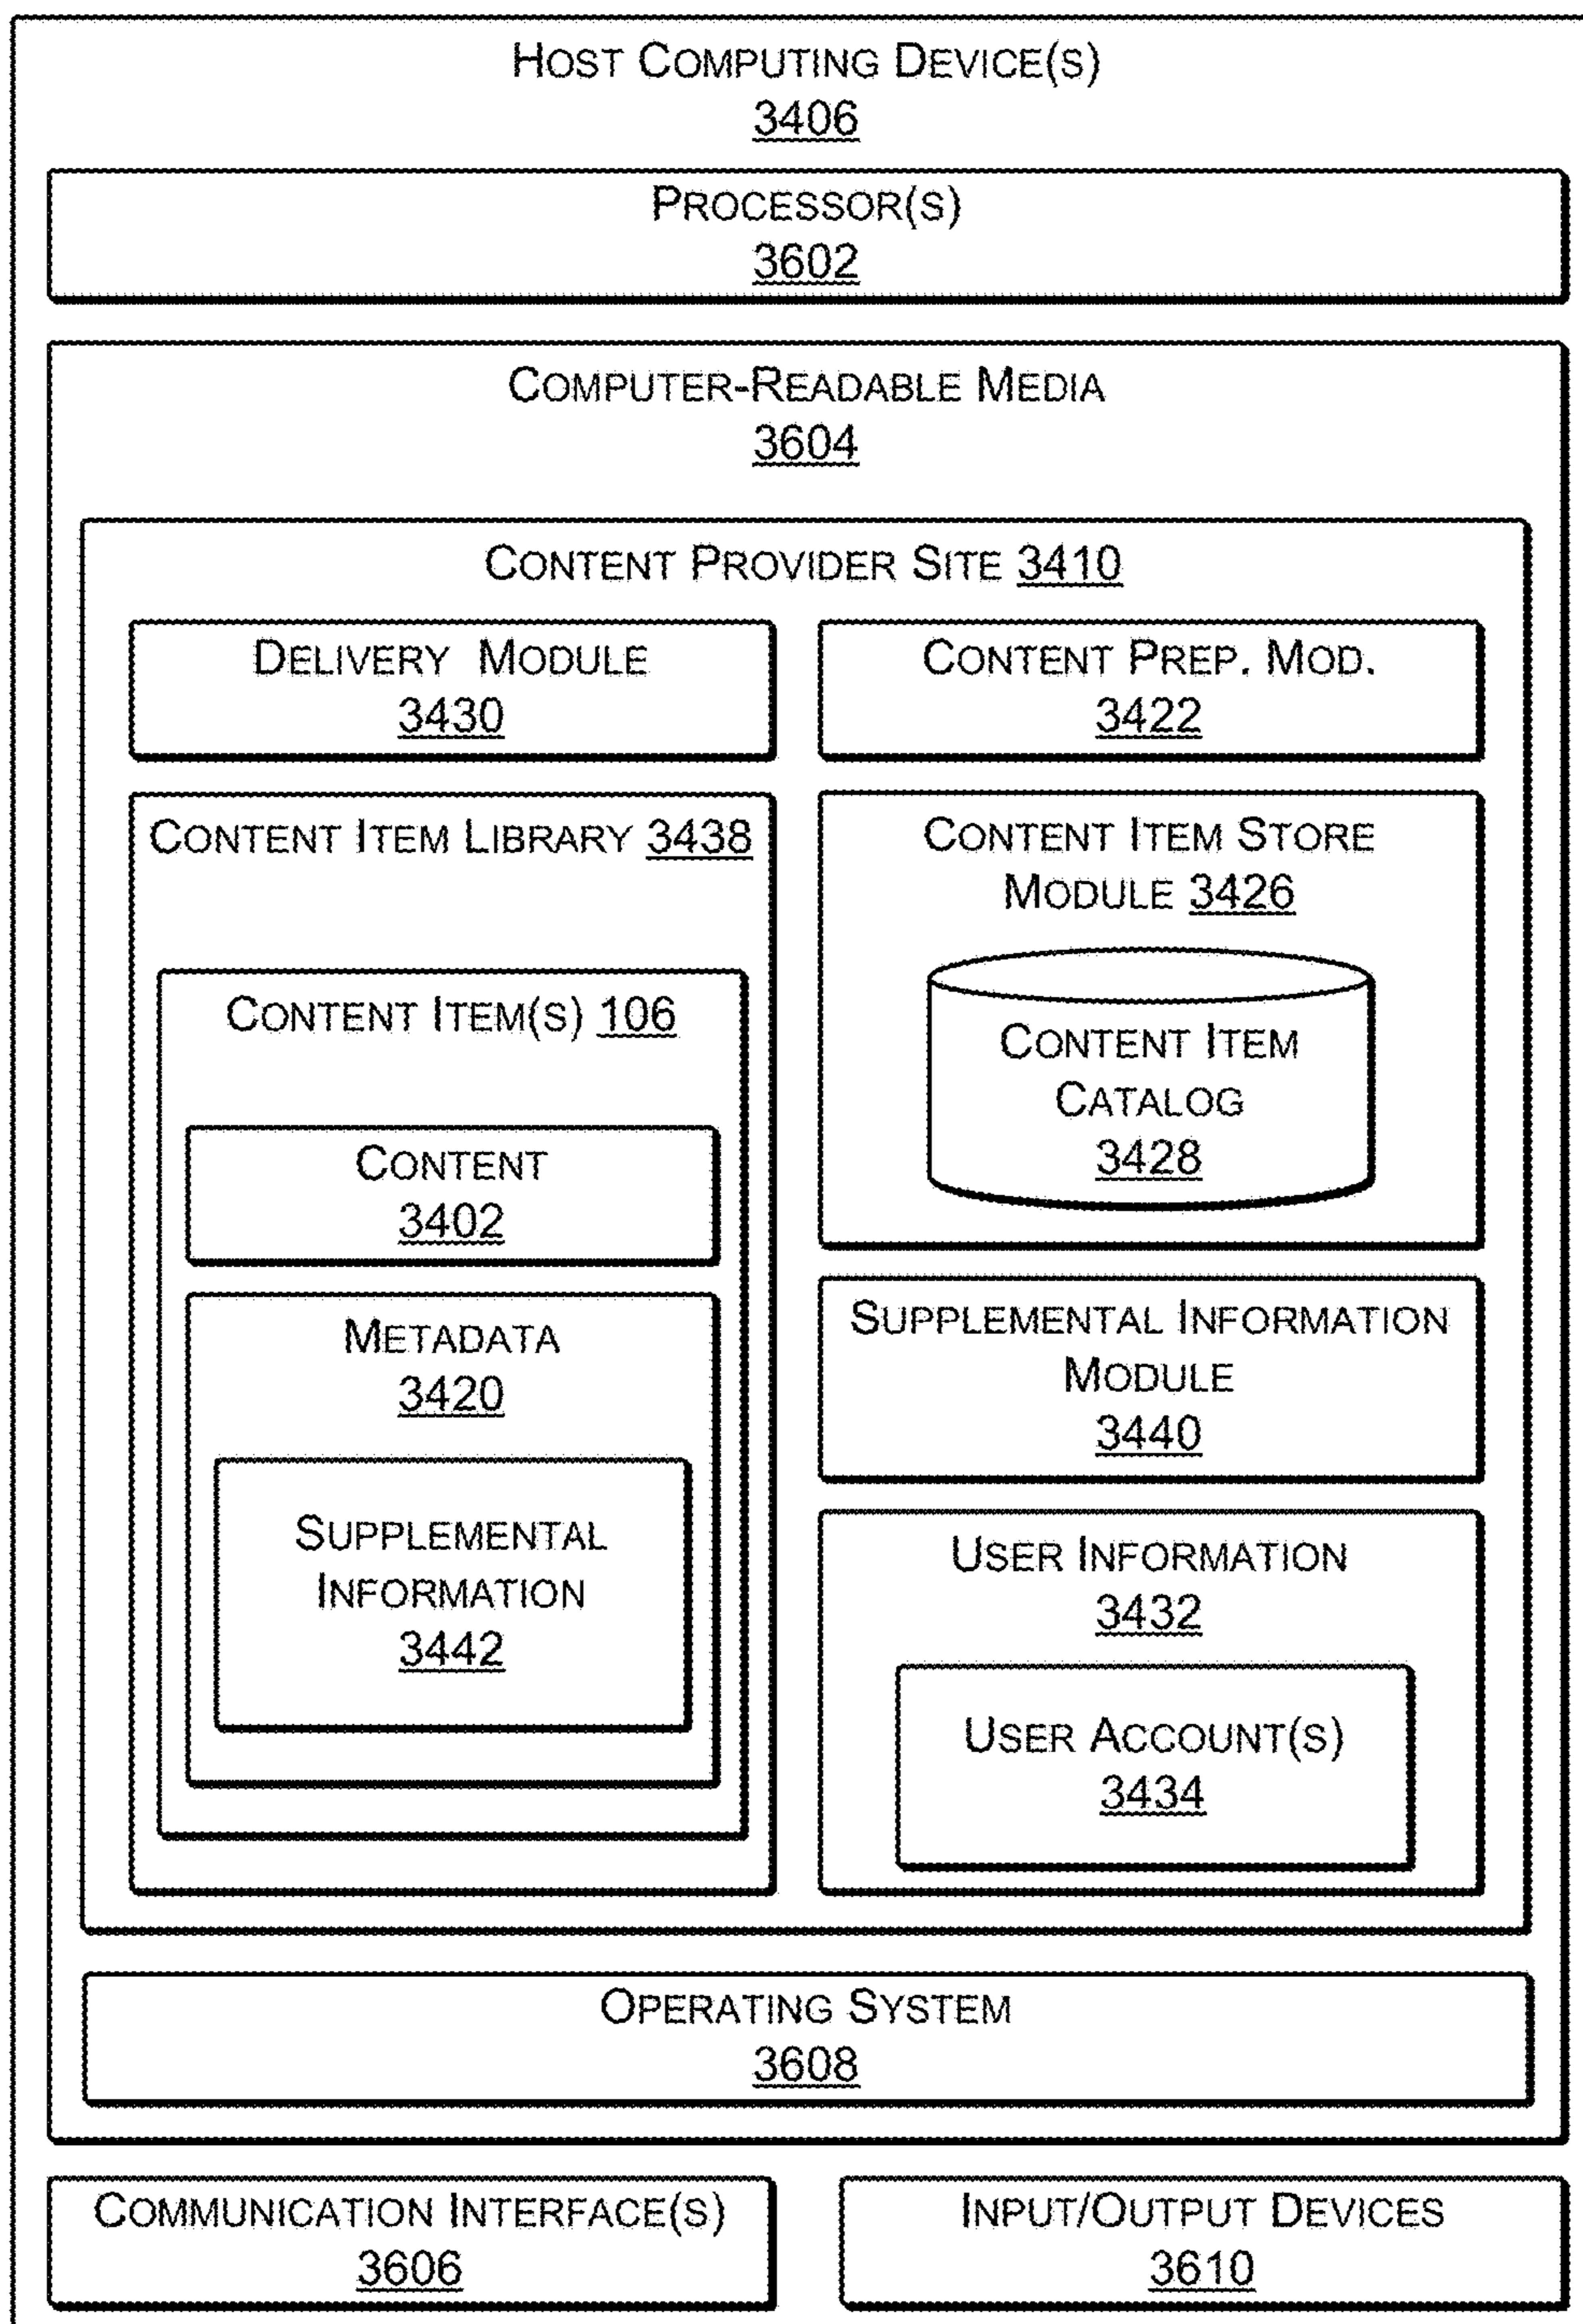 HOST COMPUTING DEVICE(S)
3406
PROCESSOR(S)
3602
COMPUTER-READABLE MEDIA
3604
CONTENT PROVIDER SITE 3410
DELIVERY MODULE
3430
CONTENT PREP. MOD.
3422
CONTENT ITEM LIBRARY 3438
CONTENT ITEM(S) 106
CONTENT
3402
METADATA
3420
SUPPLEMENTAL
INFORMATION
3442
CONTENT ITEM STORE
MODULE 3426
CONTENT ITEM
CATALOG
3428
SUPPLEMENTAL INFORMATION
MODULE
3440
USER INFORMATION
3432
USER ACCOUNT(S)
3434
OPERATING SYSTEM
3608
COMMUNICATION INTERFACE(S)
3606
INPUT/OUTPUT DEVICES
3610